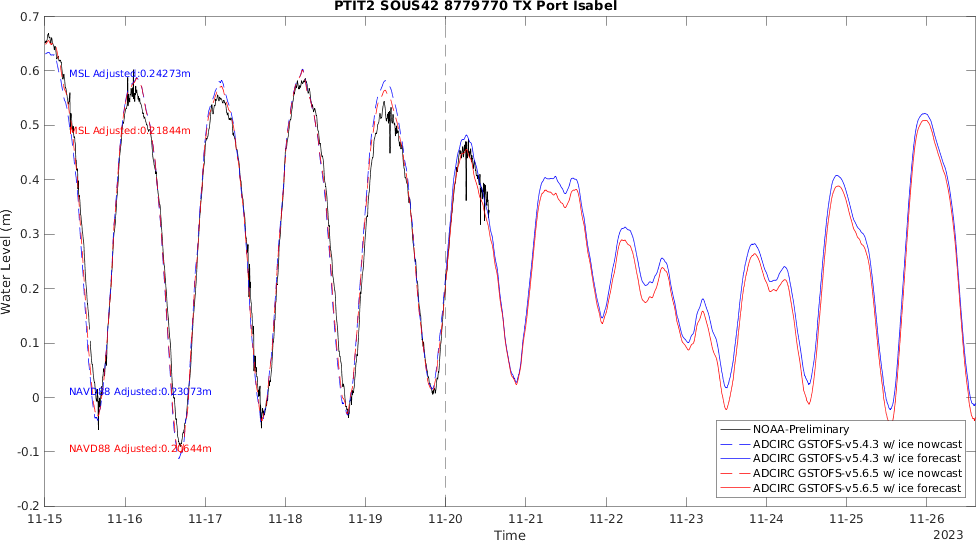 PTIT2 SOUS42 8779770 TX Port Isabel
Water Level (m)
0.7
0.6
0.5
0.4
0.3
0.2
0.1
0
-0.1
-0.2
MSL Adjusted:0.24273m
MSL Adjusted:0.21844m
NAVD88 Adjusted:0.23073m
NAVD88 Adjusted:
NOAA-Preliminary
ADCIRC GSTOFS-v5.4.3 w/ ice nowcast
ADCIRC GSTOFS-v5.4.3 w/ ice forecast
ADCIRC GSTOFS-v5.6.5 w/ ice nowcast
ADCIRC GSTOFS-v5.6.5 w/ ice forecast
11-15 11-16 11-17 11-18 11-19 11-20 11-21 11-22 11-23 11-24 11-25 11-26
Time
2023